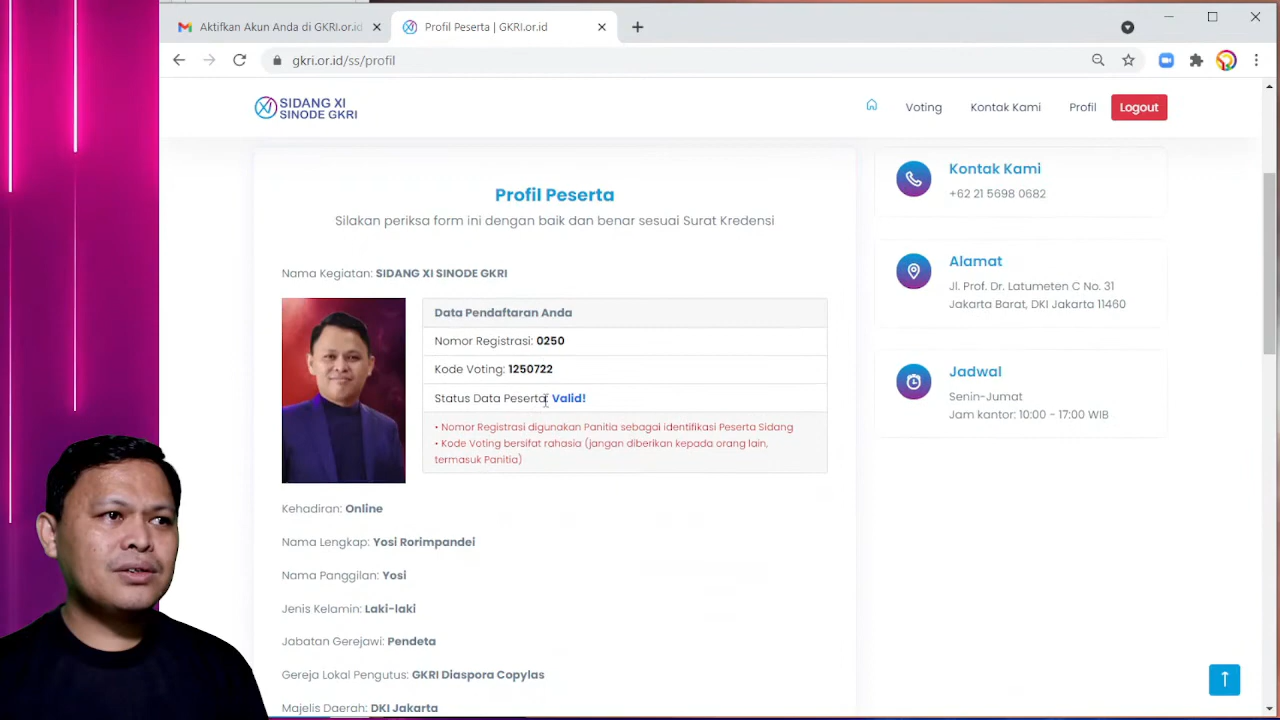 Aktifkan Akun Anda di GKRI.or.id
Profil Peserta | GKRI.or.id
gkri.or.id/ss/profil
SIDANG XI
SINODE GKRI
Voting
Kontak Kami
Profil
Logout
Profil Peserta
Silakan periksa form ini dengan baik dan benar sesuai Surat Kredensi
Nama Kegiatan: SIDANG XI SINODE GKRI
Data Pendaftaran Anda
Nomor Registrasi: 0250
Kode Voting: 1250722
Status Data Peserta: Valid!
• Nomor Registrasi digunakan Panitia sebagai identifikasi Peserta Sidang
• Kode Voting bersifat rahasia (jangan diberikan kepada orang lain,
termasuk Panitia)
Kehadiran: Online
Nama Lengkap: Yosi Rorimpandei
Nama Panggilan: Yosi
Jenis Kelamin: Laki-laki
Jabatan Gerejawi: Pendeta
Gereja Lokal Pengutus: GKRI Diaspora Copylas
Majelis Daerah: DKI Jakarta
Kontak Kami
+62 21 5698 0682
Alamat
Jl. Prof. Dr. Latumeten C No. 31
Jakarta Barat, DKI Jakarta 11460
Jadwal
Senin-Jumat
Jam kantor: 10:00 - 17:00 WIB